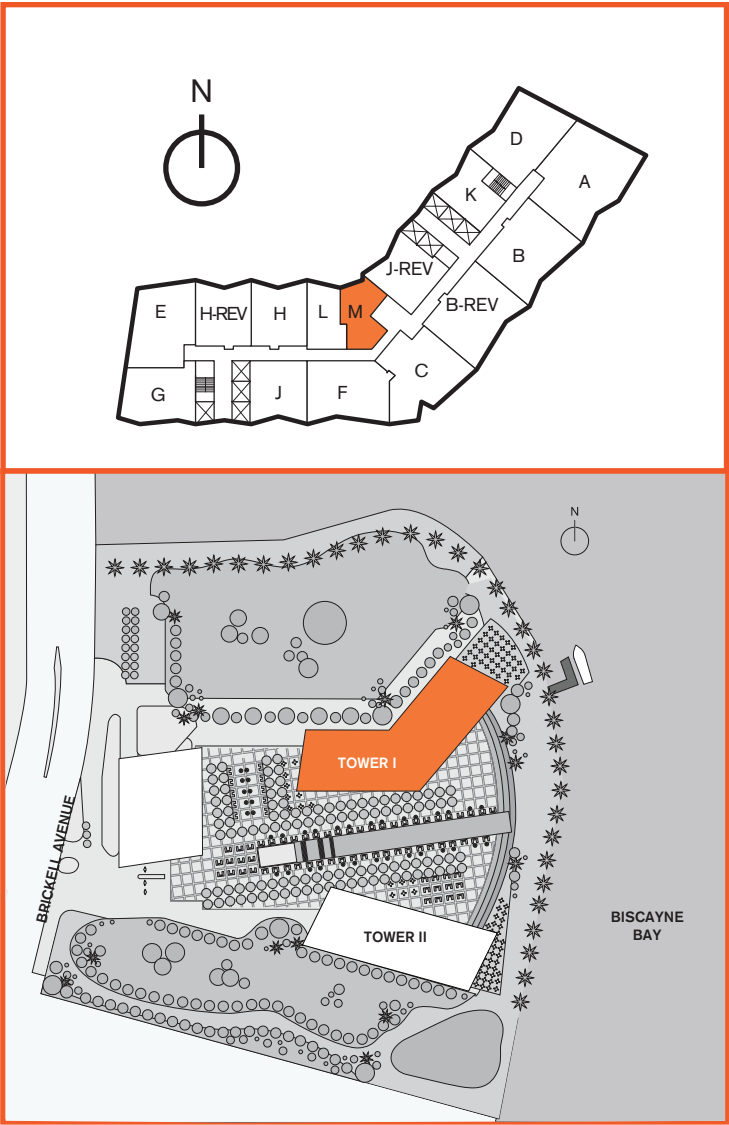 N
D
A
K
B
J-REV
B-REV
E
H-REV
H
L
M
C
G
J
F
N
TOWER I
BRICKELL AVENUE
TOWER II
BISCAYNE
BAY